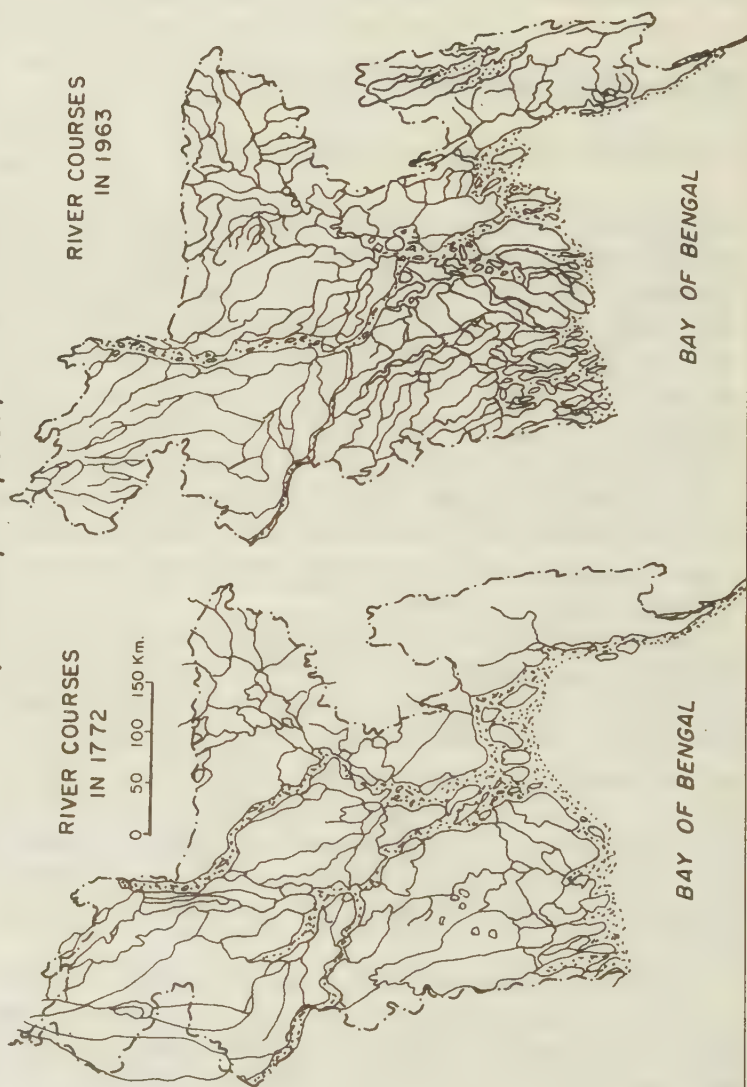 RIVER COURSES
IN 1963
BAY OF BENGAL
RIVER COURSES
IN 1772
0 50 100 150 Km.
BAY OF BENGAL